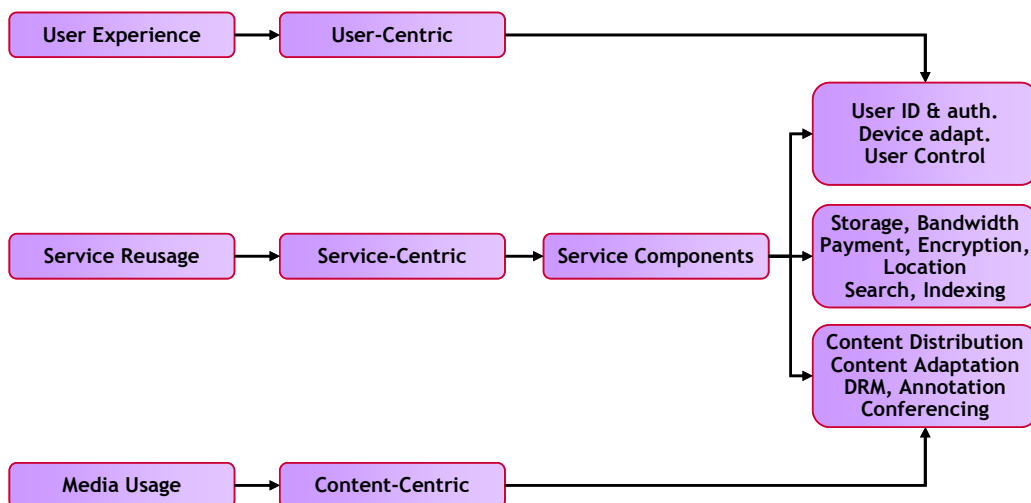 User Experience
User-Centric
User ID & auth.
Device adapt.
User Control
Service Reusage
Service-Centric
Service Components
Storage, Bandwidth
Payment, Encryption,
Location
Search, Indexing
Content Distribution
Content Adaptation
DRM, Annotation
Conferencing
Media Usage
Content-Centric